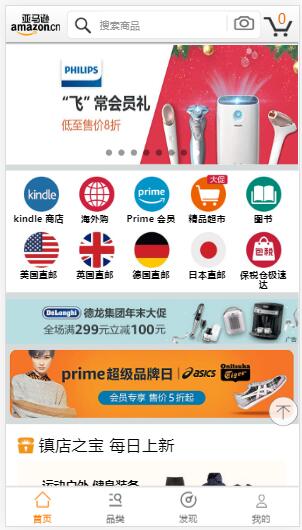 亚马逊
amazon.cn
搜索商品
0
PHILIPS
“飞”常会员礼
低至售价8折
kindle
prime
大促
kindle 商店
海外购
Prime 会员
精品超市
图书
美国直邮
英国直邮
德国直邮
日本直邮
保税仓极速
达
DeLonghi 德龙集团年末大促
全场满299元立减100元
广告
prime超级品牌日 asics Onitsuka
Tiger
会员专享 售价5折起
镇店之宝 每日上新
运动户外 健身装备
首页
品类
浏览
我的